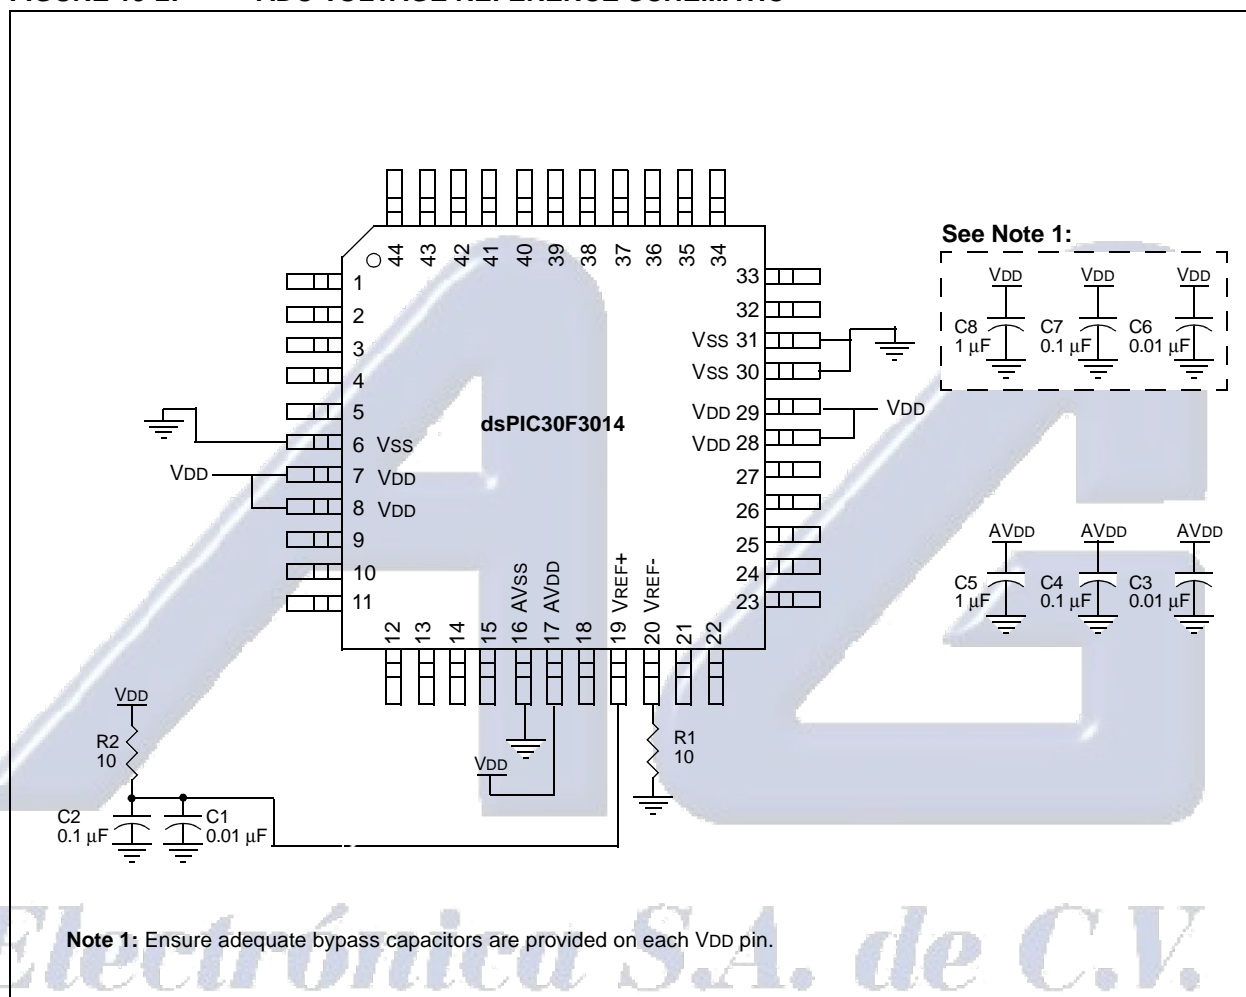 44
43
42
41
40
39
38
37
36
35
34
See Note 1:
VDD
VDD
VDD
C8
1 μF
C7
0.1 μF
C6
0.01 μF
1
2
3
4
5
6 VSS
VDD
7 VDD
8 VDD
9
10
11
dsPIC30F3014
33
32
VSS 31
VSS 30
VDD 29
VDD
VDD 28
27
26
25
24
23
AVDD
AVDD
AVDD
C5
1 μF
C4
0.1 μF
C3
0.01 μF
12
13
14
15
16 AVSS
17 AVDD
18
19 VREF+
20 VREF-
21
22
VDD
R2
10
C2
0.1 μF
C1
0.01 μF
VDD
R1
10
Electrónica S.A. de C.V.
Note 1: Ensure adequate bypass capacitors are provided on each VDD pin.
AG